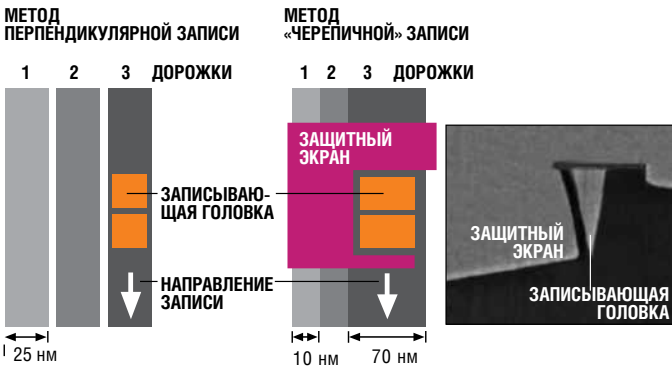 МЕТОД
ПЕРПЕНДИКУЛЯРНОЙ ЗАПИСИ
1 2 3 ДОРОЖКИ
ЗАПИСЫВАЮ-
ЩАЯ ГОЛОВКА
НАПРАВЛЕНИЕ
ЗАПИСИ
25 нм
МЕТОД
«ЧЕРЕПИЧНОЙ» ЗАПИСИ
1 2 3 ДОРОЖКИ
ЗАЩИТНЫЙ
ЭКРАН
10 нм 70 нм
ЗАЩИТНЫЙ
ЭКРАН
ЗАПИСЫВАЮЩАЯ
ГОЛОВКА